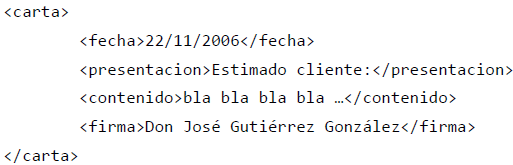 <carta>
<fecha>22/11/2006</fecha>
<presentacion>Estimado cliente:</presentacion>
<contenido>bla bla bla bla …</contenido>
<firma>Don José Gutiérrez González</firma>
</carta>